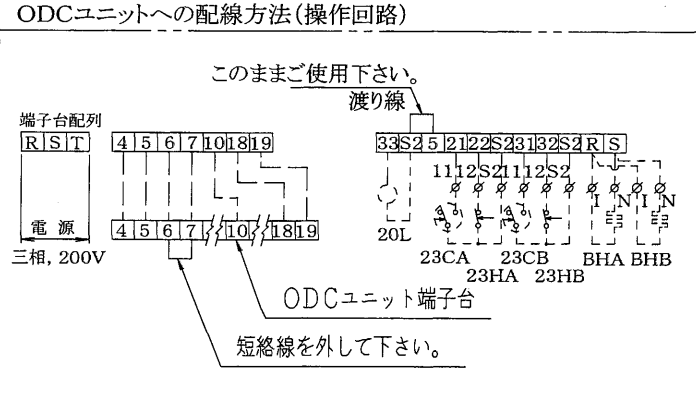 ODCユニットへの配線方法(操作回路)
このままご使用下さい。
渡り線
端子台配列
R S T 4 5 6 7 10 18 19 33 S2 5 21 22 S2 31 32 S2 R S
11 12 S2 11 12 S2
I N I N
電源 4 5 6 7 10 18 19 20L
三相, 200V 23CA 23CB BHA BHB
23HA 23HB
ODCユニット端子台
短絡線を外して下さい。